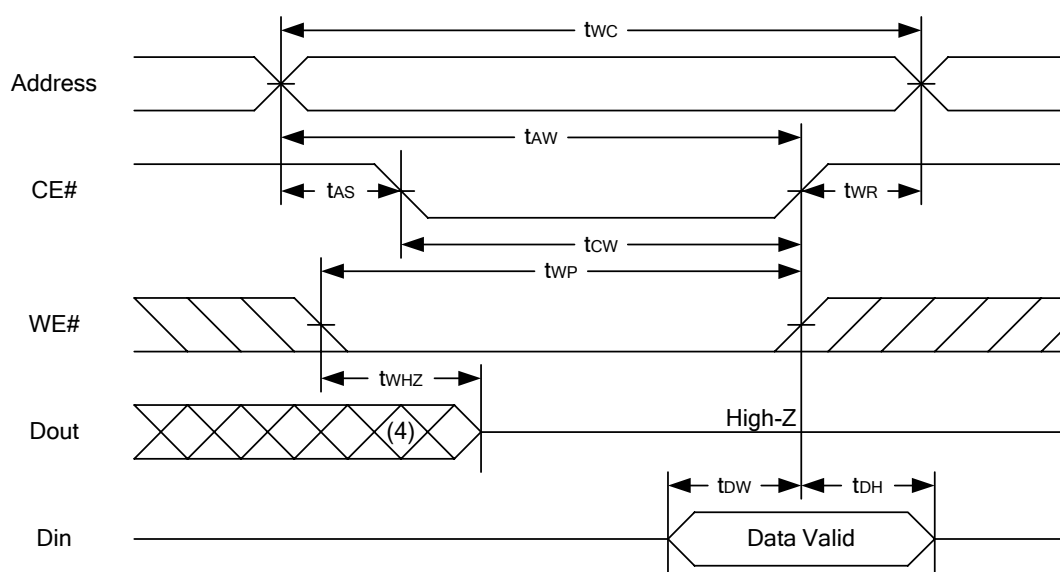 tWC
Address
tAW
CE#
tAS
tWR
tCW
tWP
WE#
tWHZ
Dout
(4)
High-Z
tDW
tDH
Din
Data Valid